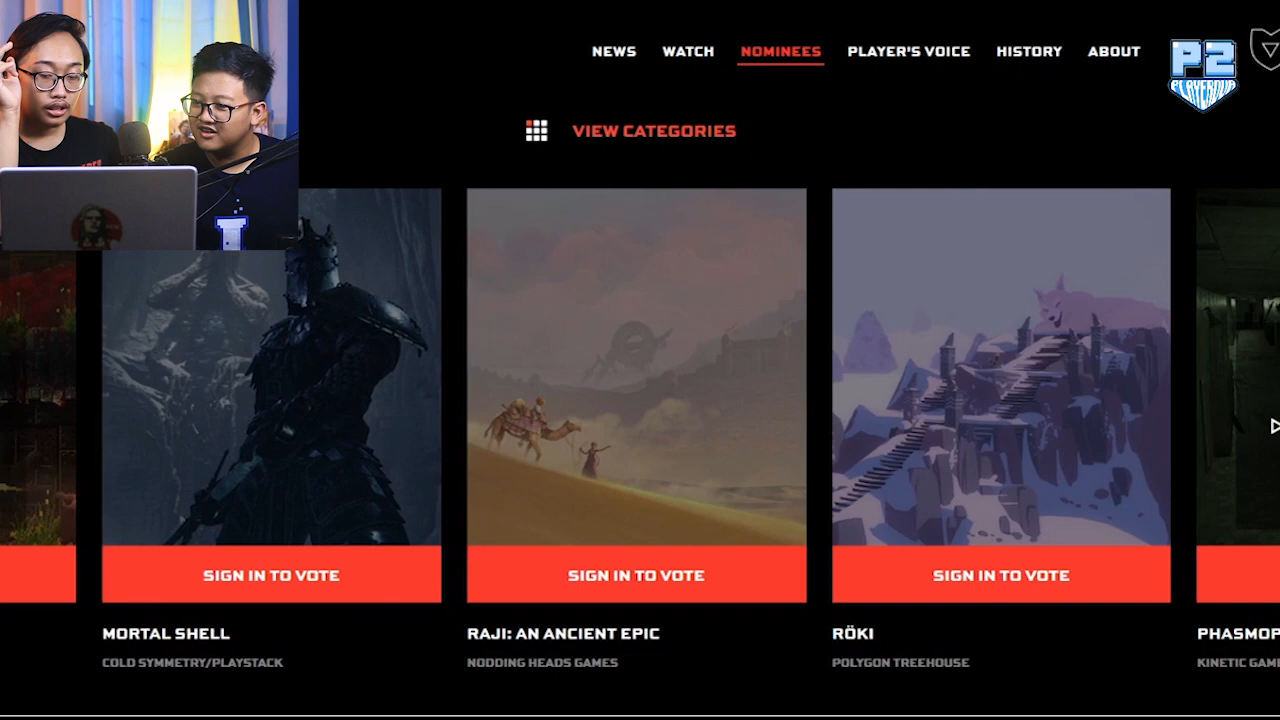 NEWS WATCH NOMINEES PLAYER'S VOICE HISTORY ABOUT
P2
PLAYERDUA
VIEW CATEGORIES
SIGN IN TO VOTE SIGN IN TO VOTE SIGN IN TO VOTE
MORTAL SHELL RAJI: AN ANCIENT EPIC RÖKI PHASMOP
COLD SYMMETRY/PLAYSTACK NODDING HEADS GAMES POLYGON TREEHOUSE KINETIC GAM